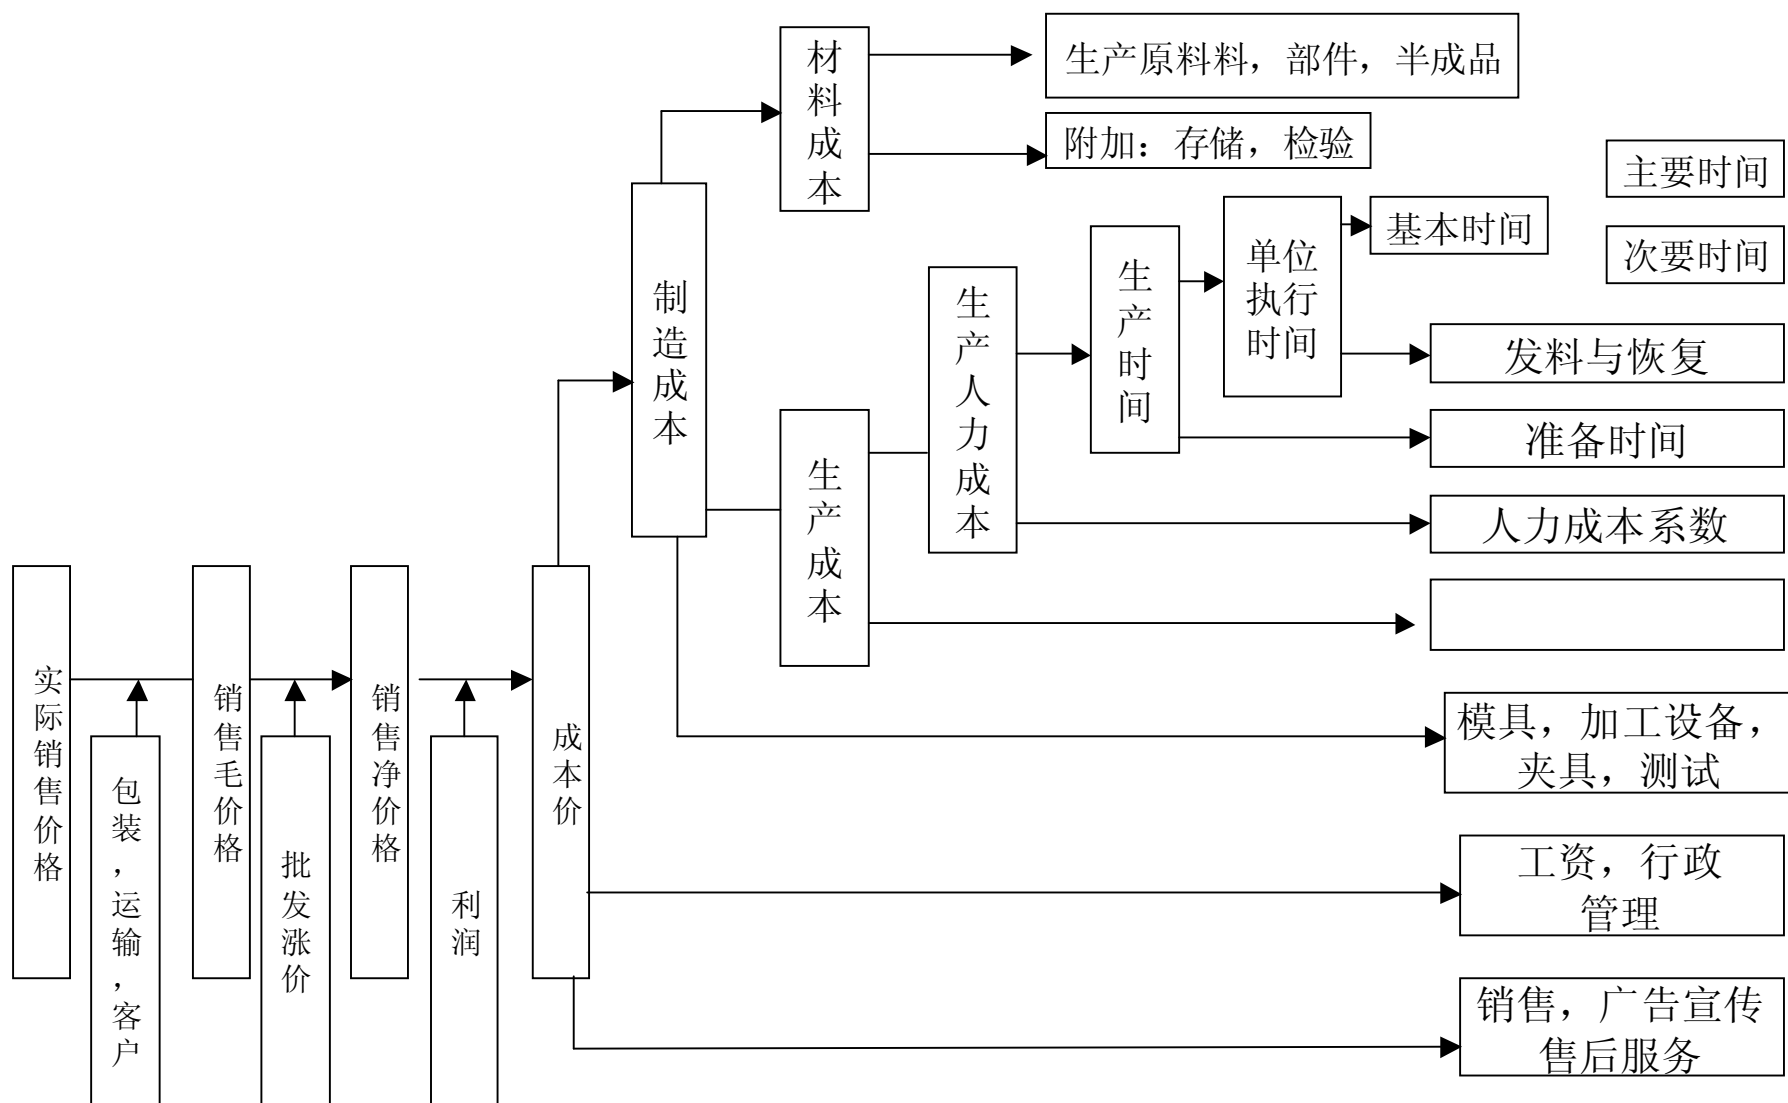 材料成本
生产原料料，部件，半成品
附加：存储，检验
主要时间
次要时间
制造成本
生产成本
生产人力成本
生产时间
单位
执行
时间
基本时间
发料与恢复
准备时间
人力成本系数
模具，加工设备，
夹具，测试
实际销售价格
包装,运输,客户
销售毛价格
批发涨价
销售净价格
利润
成本价
工资，行政
管理
销售，广告宣传
售后服务